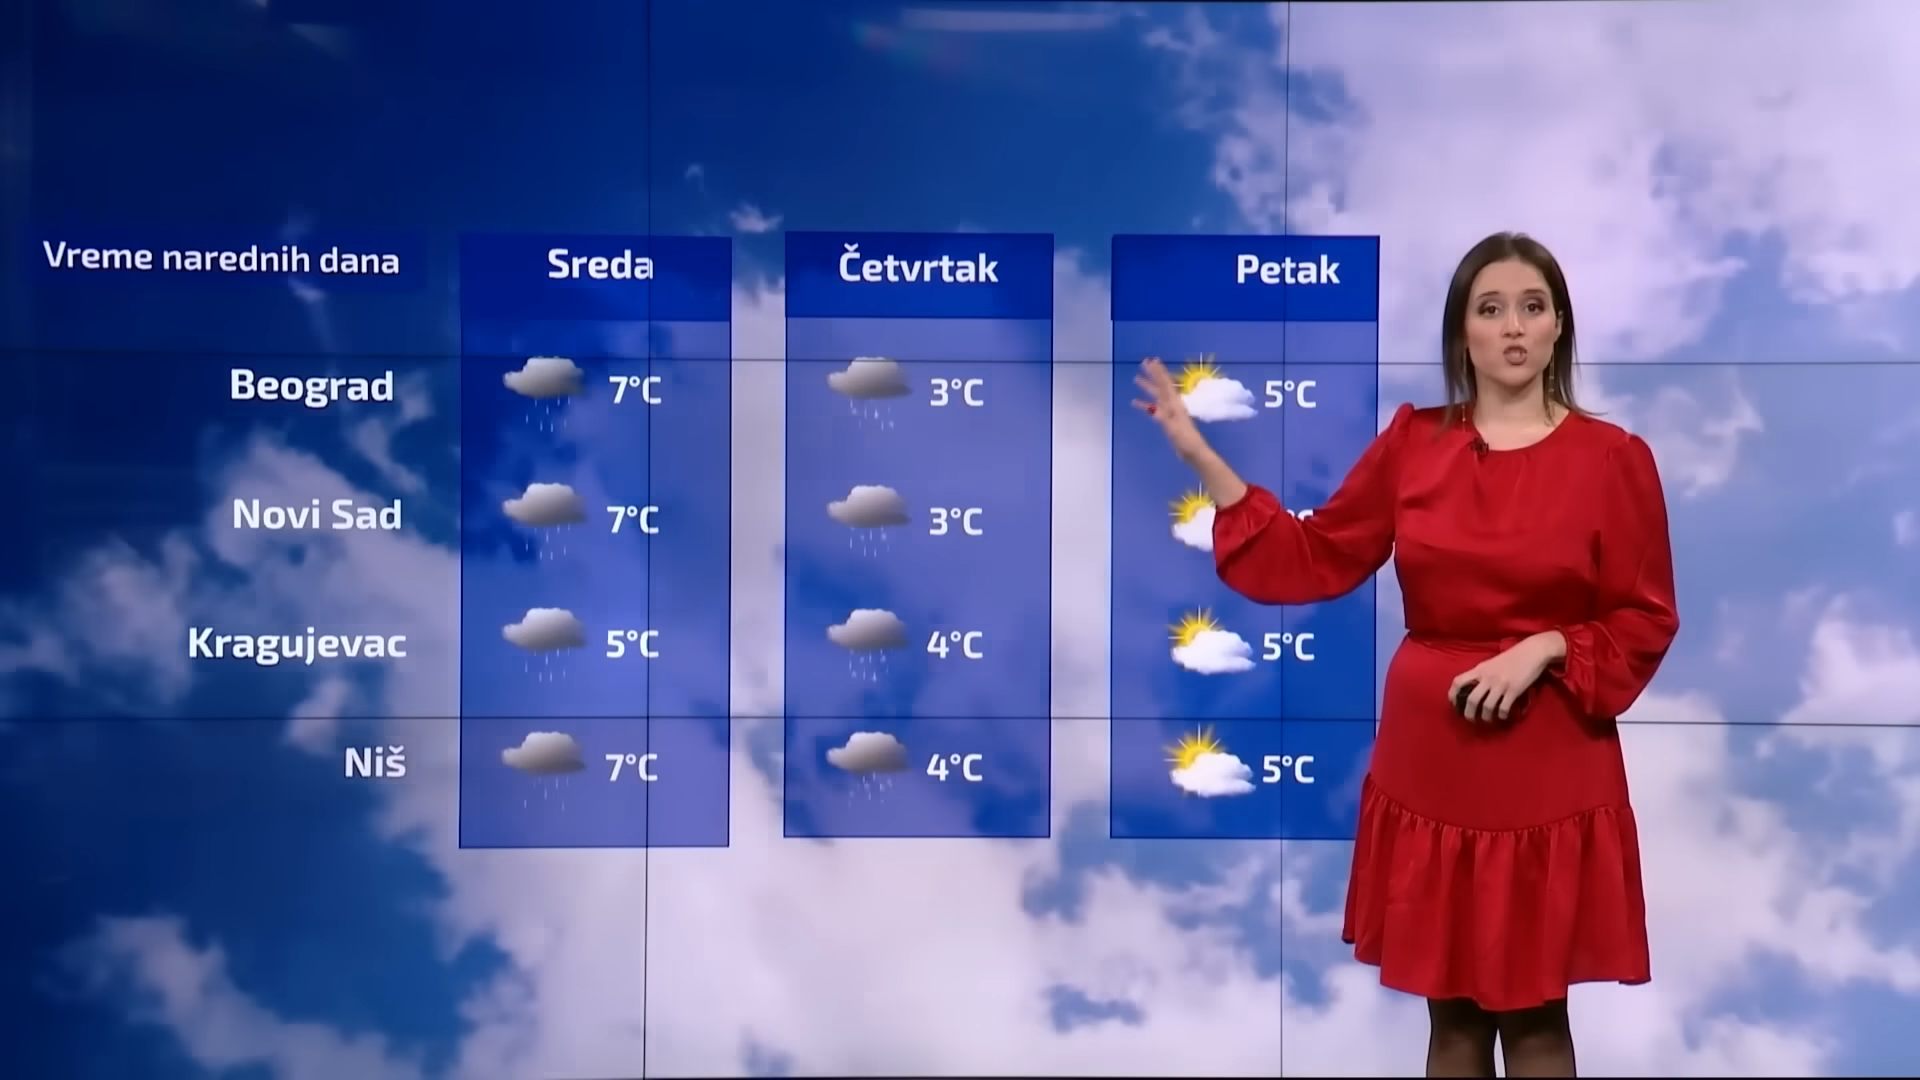 Vreme narednih dana Sreda Četvrtak Petak
Beograd 7°C 3°C 5°C
Novi Sad 7°C 3°C
Kragujevac 5°C 4°C 5°C
Niš 7°C 4°C 5°C